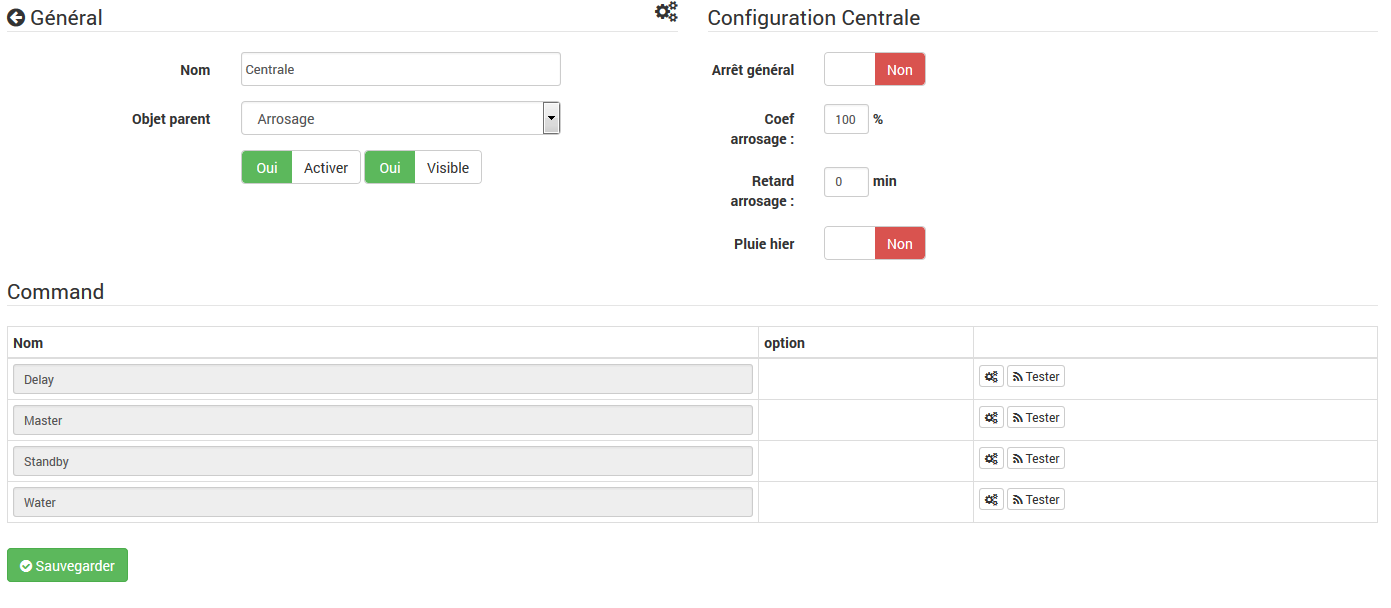 Général
Nom
Centrale
Objet parent
Arrosage
Oui Activer Oui Visible
Configuration Centrale
Arrêt général
Non
Coef
arrosage :
100 %
Retard
arrosage :
0 min
Pluie hier
Non
Command
Nom option
Delay Tester
Master Tester
Standby Tester
Water Tester
Sauvegarder